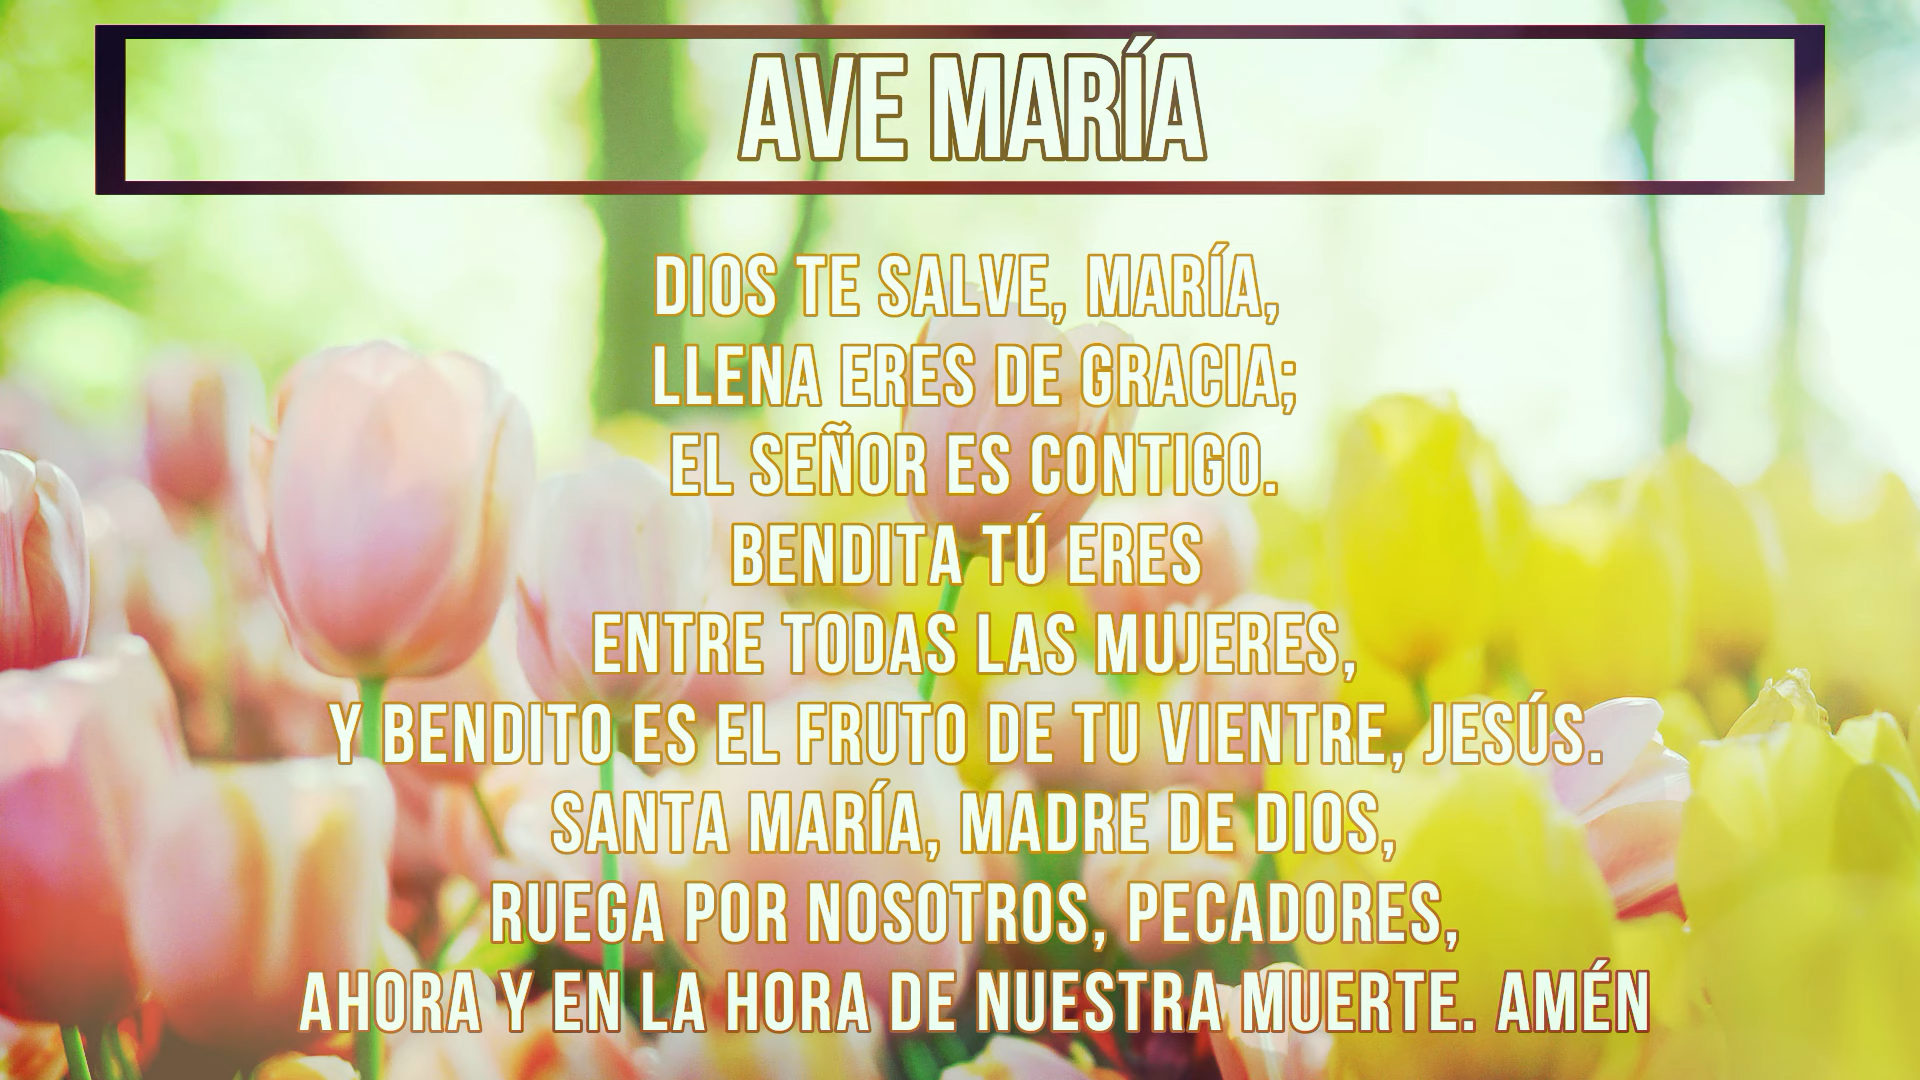 AVE MARÍA
DIOS TE SALVE, MARÍA,
LLENA ERES DE GRACIA;
EL SEÑOR ES CONTIGO.
BENDITA TÚ ERES
ENTRE TODAS LAS MUJERES,
Y BENDITO ES EL FRUTO DE TU VIENTRE, JESÚS.
SANTA MARÍA, MADRE DE DIOS,
RUEGA POR NOSOTROS, PECADORES,
AHORA Y EN LA HORA DE NUESTRA MUERTE. AMÉN